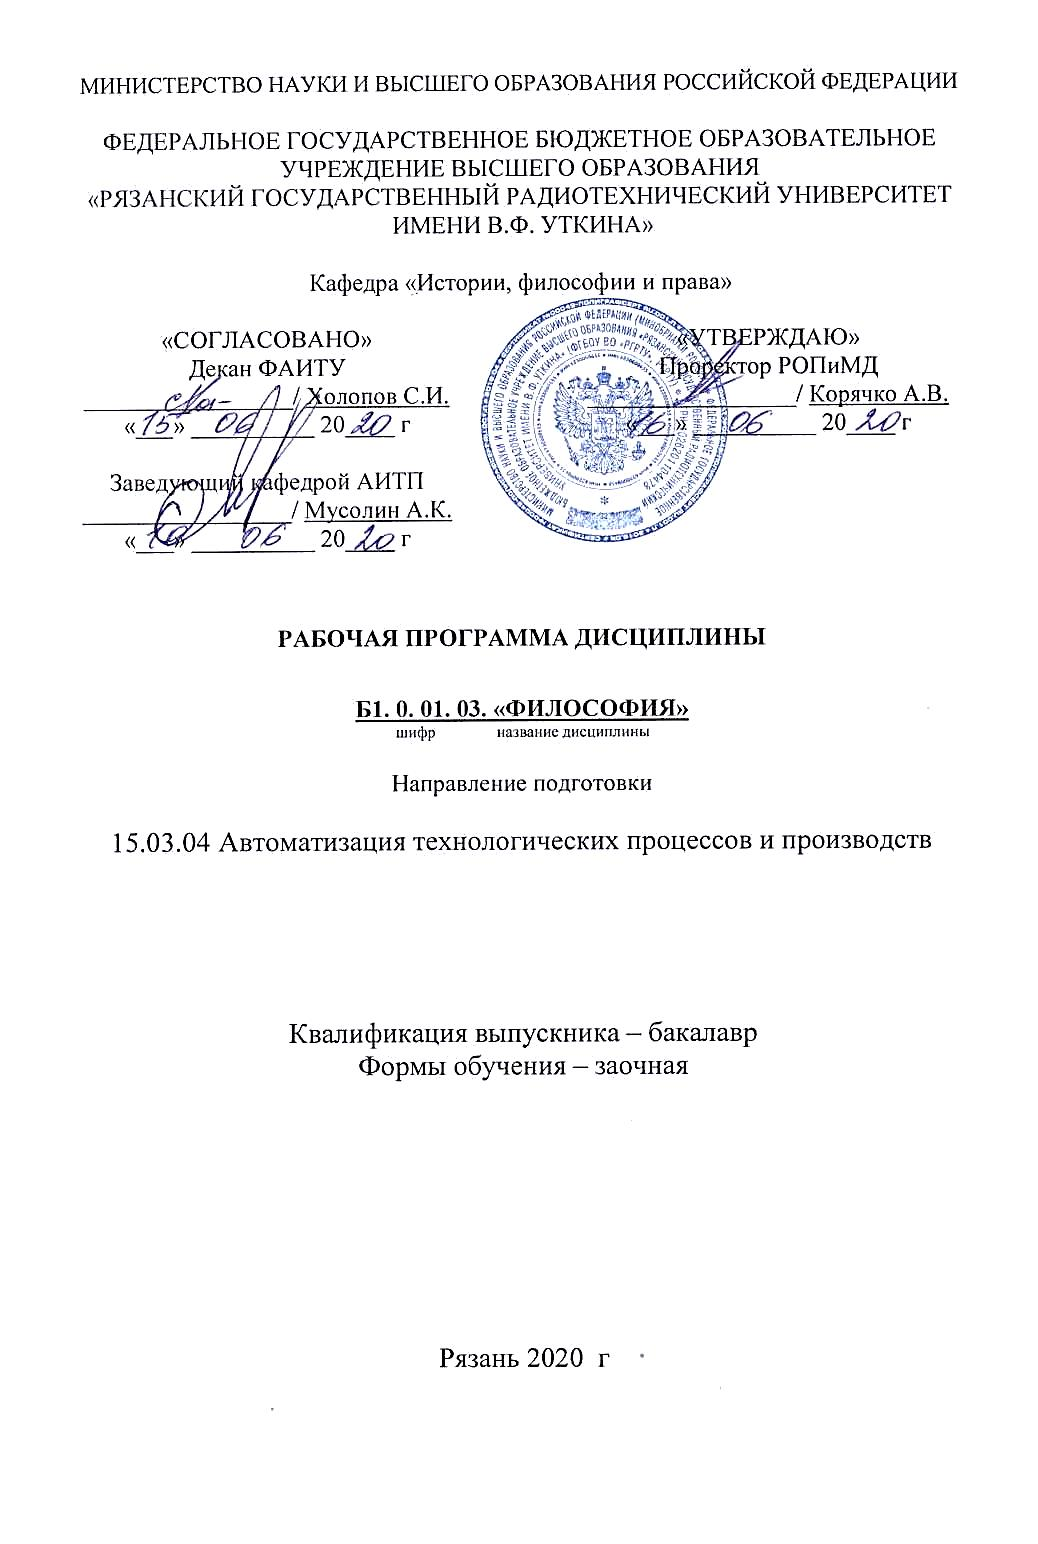 МИНИСТЕРСТВО НАУКИ И ВЫСШЕГО ОБРАЗОВАНИЯ РОССИЙСКОЙ ФЕДЕРАЦИИ
ФЕДЕРАЛЬНОЕ ГОСУДАРСТВЕННОЕ БЮДЖЕТНОЕ ОБРАЗОВАТЕЛЬНОЕ
УЧРЕЖДЕНИЕ ВЫСШЕГО ОБРАЗОВАНИЯ
«РЯЗАНСКИЙ ГОСУДАРСТВЕННЫЙ РАДИОТЕХНИЧЕСКИЙ УНИВЕРСИТЕТ
ИМЕНИ В.Ф. УТКИНА»
Кафедра «Истории, философии и права»
«СОГЛАСОВАНО»
Декан ФАИТУ
/ Холопов С.И.
«15» 06 2020 г
Заведующий кафедрой АИТП
/ Мусолин А.К.
« » 06 2020 г
«УТВЕРЖДАЮ»
Проректор РОПиМД
/ Корячко А.В.
«16» 06 2020 г
РАБОЧАЯ ПРОГРАММА ДИСЦИПЛИНЫ
Б1. 0. 01. 03. «ФИЛОСОФИЯ»
шифр название дисциплины
Направление подготовки
15.03.04 Автоматизация технологических процессов и производств
Квалификация выпускника – бакалавр
Формы обучения – заочная
Рязань 2020 г